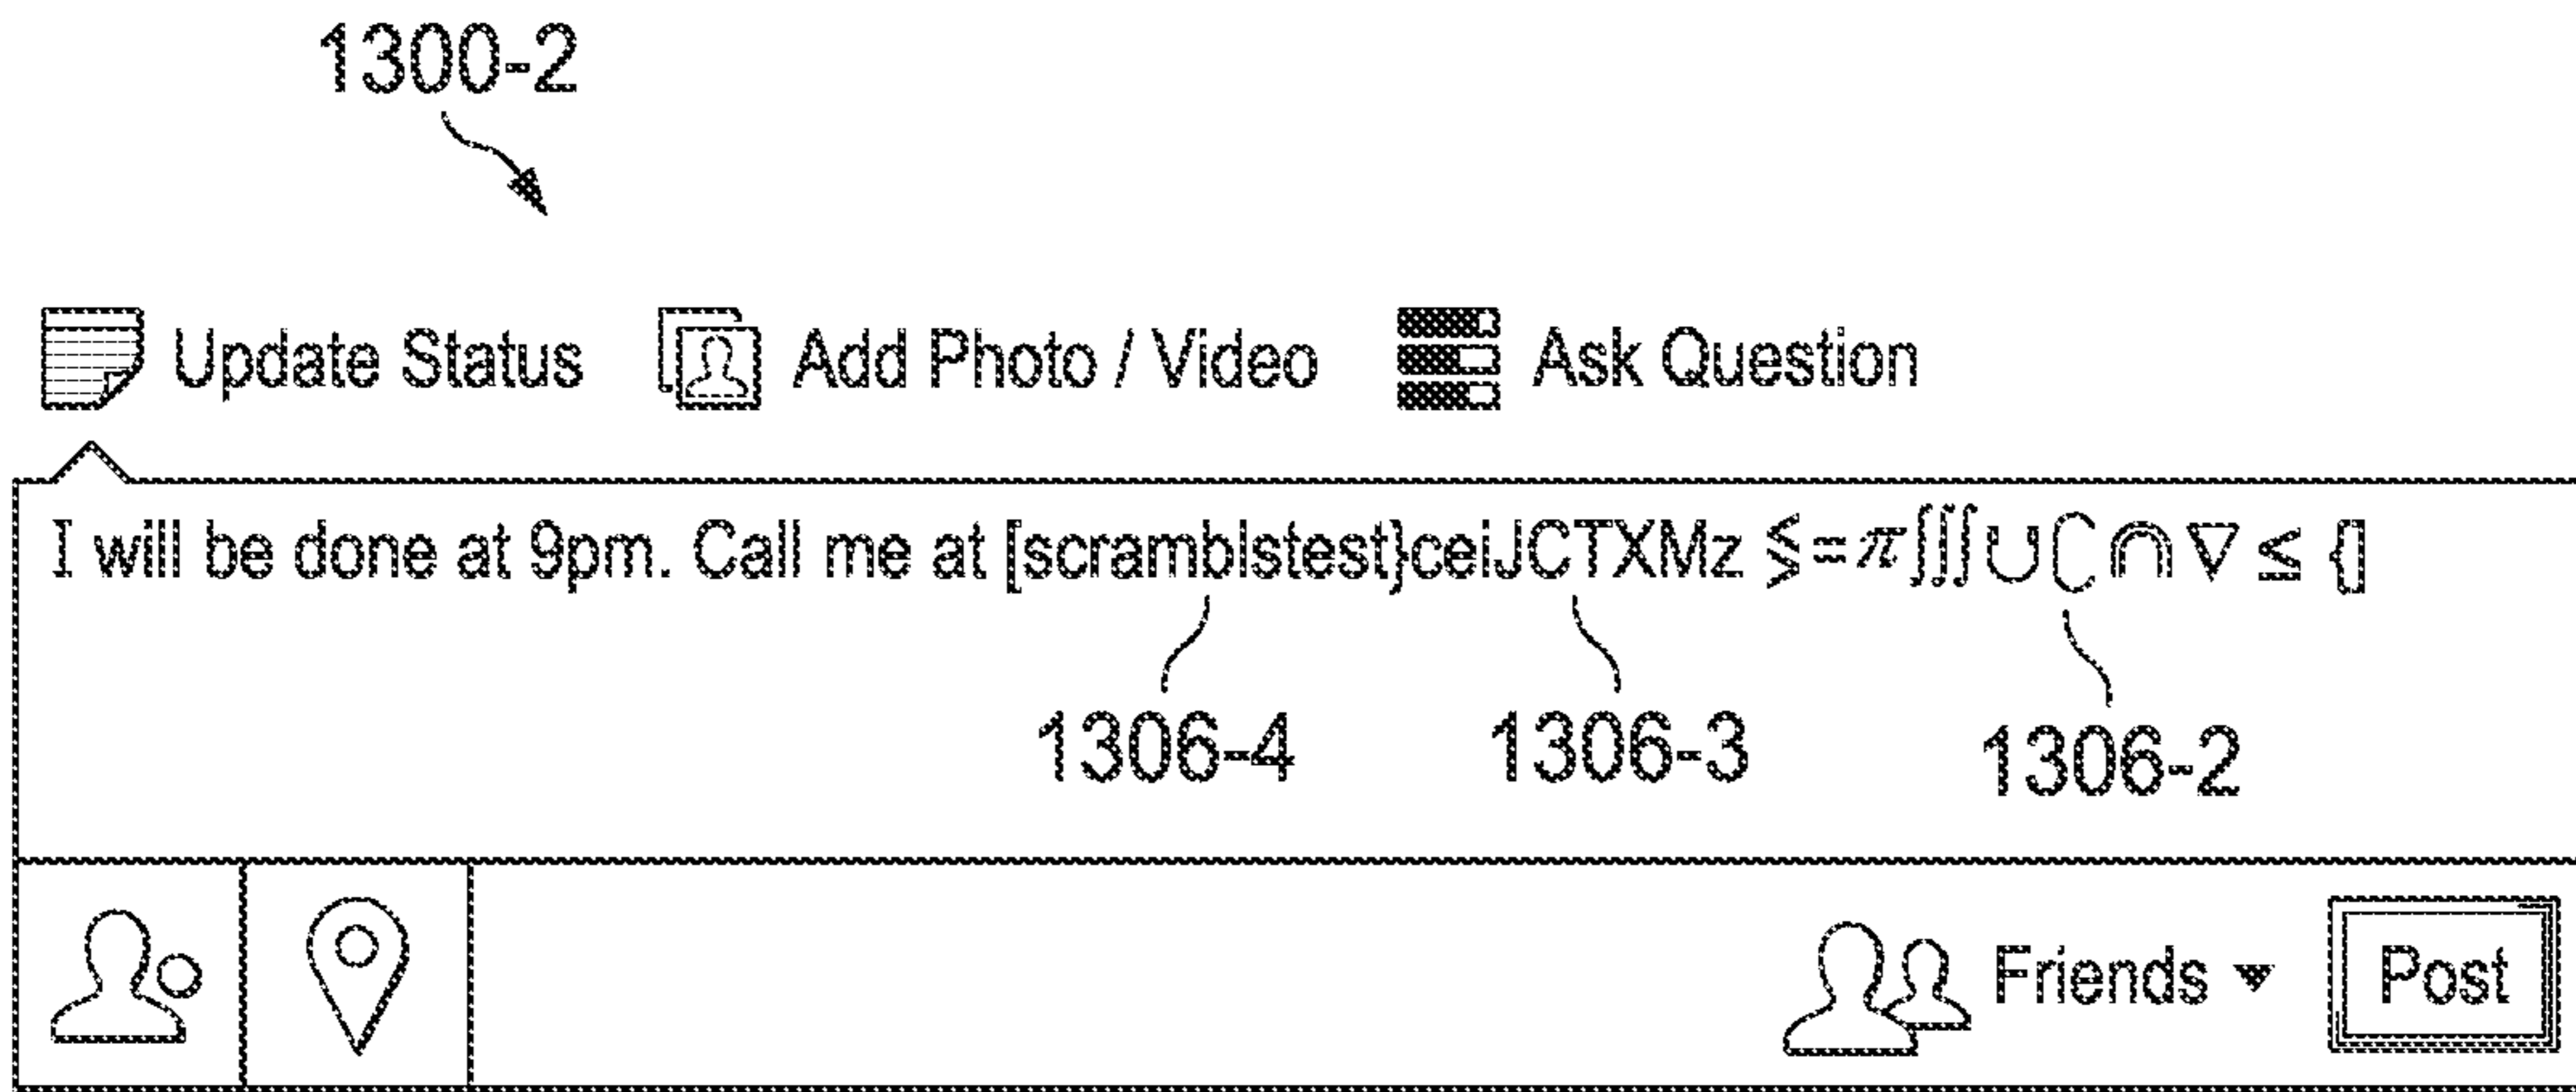 1300-2
Update Status Add Photo / Video Ask Question
I will be done at 9pm. Call me at [scramblstest}ceiJCTXMz ⋚=π∭∪∁⋒∇≤ {]
1306-4 1306-3 1306-2
Friends ▾ Post